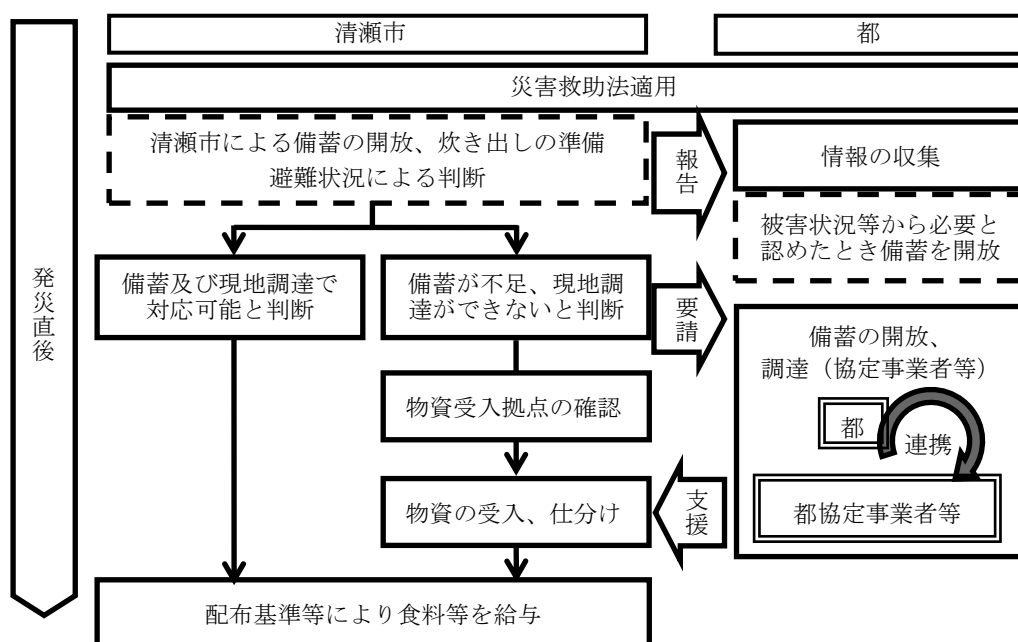 清瀬市
都
災害救助法適用
清瀬市による備蓄の開放、炊き出しの準備
避難状況による判断
報告
情報の収集
被害状況等から必要と
認めたとき備蓄を開放
発災直後
備蓄及び現地調達で
対応可能と判断
備蓄が不足、現地調
達ができないと判断
要請
備蓄の開放、
調達（協定事業者等）
都
連携
都協定事業者等
物資受入拠点の確認
物資の受入、仕分け
支援
配布基準等により食料等を給与